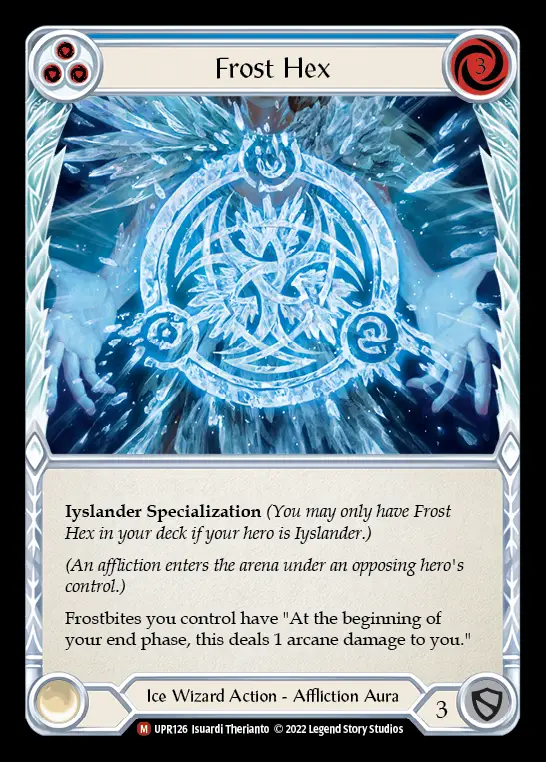 Frost Hex
3
Iyslander Specialization (You may only have Frost
Hex in your deck if your hero is Iyslander.)
(An affliction enters the arena under an opposing hero's
control.)
Frostbites you control have "At the beginning of
your end phase, this deals 1 arcane damage to you."
Ice Wizard Action - Affliction Aura
3
M UPR126 Isuardi Therianto © 2022 Legend Story Studios